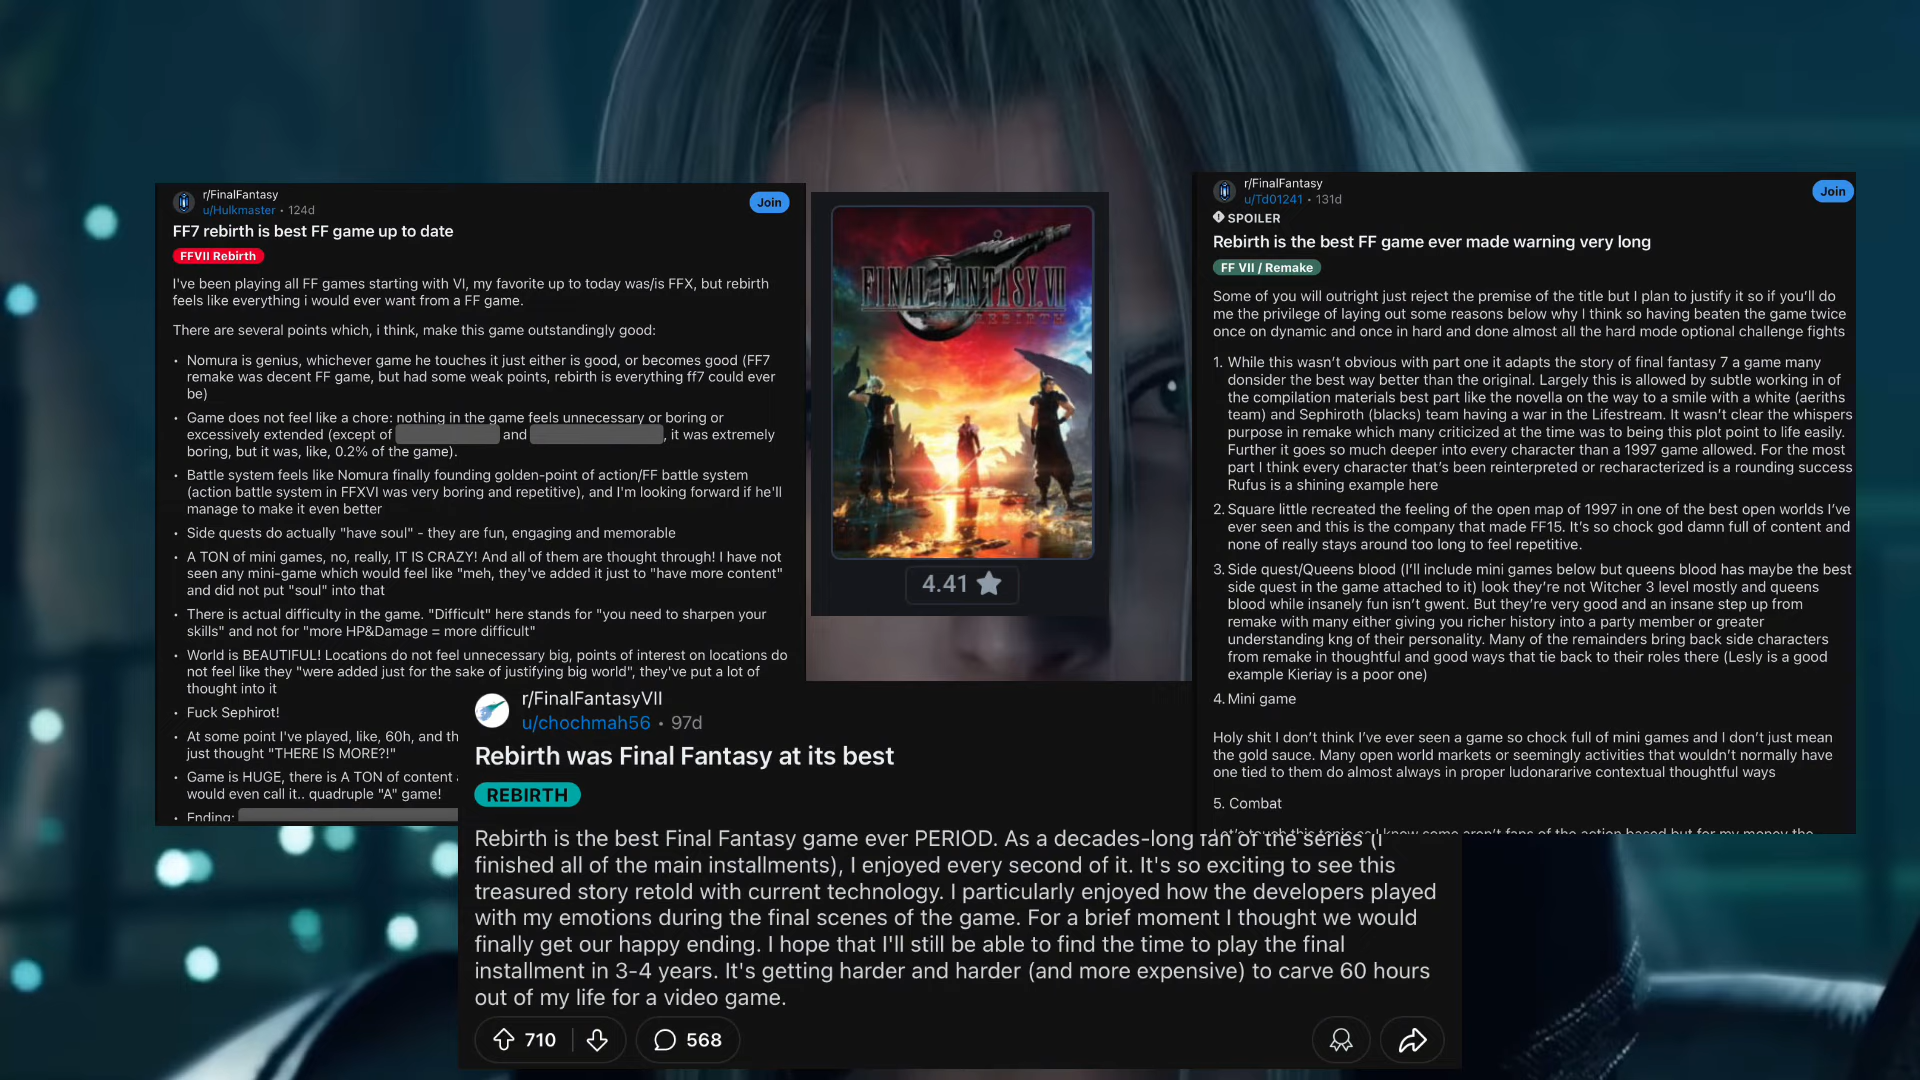 r/FinalFantasy
u/Hulkmaster • 124d
Join
FF7 rebirth is best FF game up to date
FFVII Rebirth
I've been playing all FF games starting with VI, my favorite up to today was/is FFX, but rebirth
feels like everything i would ever want from a FF game.
There are several points which, i think, make this game outstandingly good:
• Nomura is genius, whichever game he touches it just either is good, or becomes good (FF7
remake was decent FF game, but had some weak points, rebirth is everything ff7 could ever
be)
• Game does not feel like a chore: nothing in the game feels unnecessary or boring or
excessively extended (except of and , it was extremely
boring, but it was, like, 0.2% of the game).
• Battle system feels like Nomura finally founding golden-point of action/FF battle system
(action battle system in FFXVI was very boring and repetitive), and I'm looking forward if he'll
manage to make it even better
• Side quests do actually "have soul" - they are fun, engaging and memorable
• A TON of mini games, no, really, IT IS CRAZY! And all of them are thought through! I have not
seen any mini-game which would feel like "meh, they've added it just to "have more content"
and did not put "soul" into that
• There is actual difficulty in the game. "Difficult" here stands for "you need to sharpen your
skills" and not for "more HP&Damage = more difficult"
• World is BEAUTIFUL! Locations do not feel unnecessary big, points of interest on locations do
not feel like they "were added just for the sake of justifying big world", they've put a lot of
thought into it
• Fuck Sephirot!
• At some point I've played, like, 60h, and th
just thought "THERE IS MORE?!"
• Game is HUGE, there is A TON of content
would even call it.. quadruple "A" game!
• Ending:
FINAL FANTASY VII
REBIRTH
4.41
r/FinalFantasy
u/Td01241 • 131d
Join
SPOILER
Rebirth is the best FF game ever made warning very long
FF VII / Remake
Some of you will outright just reject the premise of the title but I plan to justify it so if you'll do
me the privilege of laying out some reasons below why I think so having beaten the game twice
once on dynamic and once in hard and done almost all the hard mode optional challenge fights
1. While this wasn't obvious with part one it adapts the story of final fantasy 7 a game many
donsider the best way better than the original. Largely this is allowed by subtle working in of
the compilation materials best part like the novella on the way to a smile with a white (aeriths
team) and Sephiroth (blacks) team having a war in the Lifestream. It wasn't clear the whispers
purpose in remake which many criticized at the time was to being this plot point to life easily.
Further it goes so much deeper into every character than a 1997 game allowed. For the most
part I think every character that's been reinterpreted or recharacterized is a rounding success
Rufus is a shining example here
2. Square little recreated the feeling of the open map of 1997 in one of the best open worlds I've
ever seen and this is the company that made FF15. It's so chock god damn full of content and
none of really stays around too long to feel repetitive.
3. Side quest/Queens blood (I'll include mini games below but queens blood has maybe the best
side quest in the game attached to it) look they're not Witcher 3 level mostly and queens
blood while insanely fun isn't gwent. But they're very good and an insane step up from
remake with many either giving you richer history into a party member or greater
understanding kng of their personality. Many of the remainders bring back side characters
from remake in thoughtful and good ways that tie back to their roles there (Lesly is a good
example Kieriay is a poor one)
4. Mini game
Holy shit I don't think I've ever seen a game so chock full of mini games and I don't just mean
the gold sauce. Many open world markets or seemingly activities that wouldn't normally have
one tied to them do almost always in proper ludonararive contextual thoughtful ways
5. Combat
Let's touch this topic as I know some aren't fans of the action based but for my money the
r/FinalFantasyVII
u/chochmah56 • 97d
Rebirth was Final Fantasy at its best
REBIRTH
Rebirth is the best Final Fantasy game ever PERIOD. As a decades-long fan of the series (I
finished all of the main installments), I enjoyed every second of it. It's so exciting to see this
treasured story retold with current technology. I particularly enjoyed how the developers played
with my emotions during the final scenes of the game. For a brief moment I thought we would
finally get our happy ending. I hope that I'll still be able to find the time to play the final
installment in 3-4 years. It's getting harder and harder (and more expensive) to carve 60 hours
out of my life for a video game.
710
568